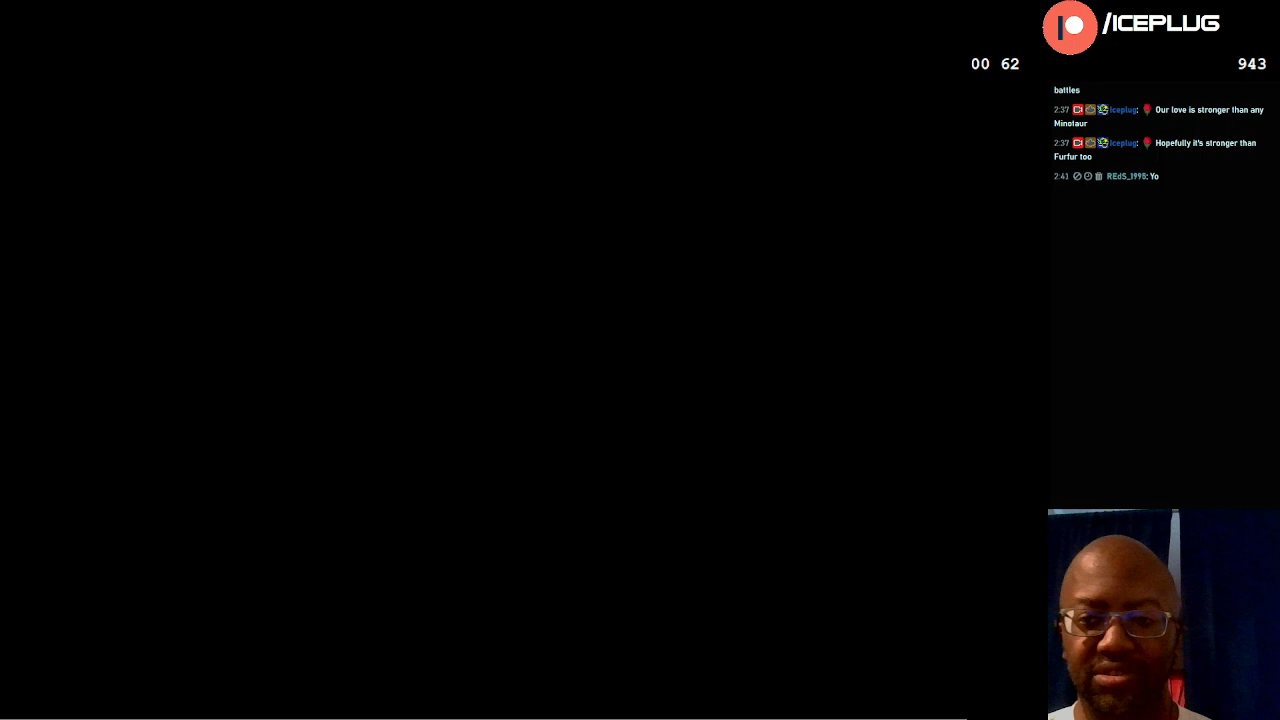 /ICEPLUG
00 62
943
battles
2:37 Iceplug: Our love is stronger than any
Minotaur
2:37 Iceplug: Hopefully it's stronger than
Furfur too
2:41 REdS_1998: Yo